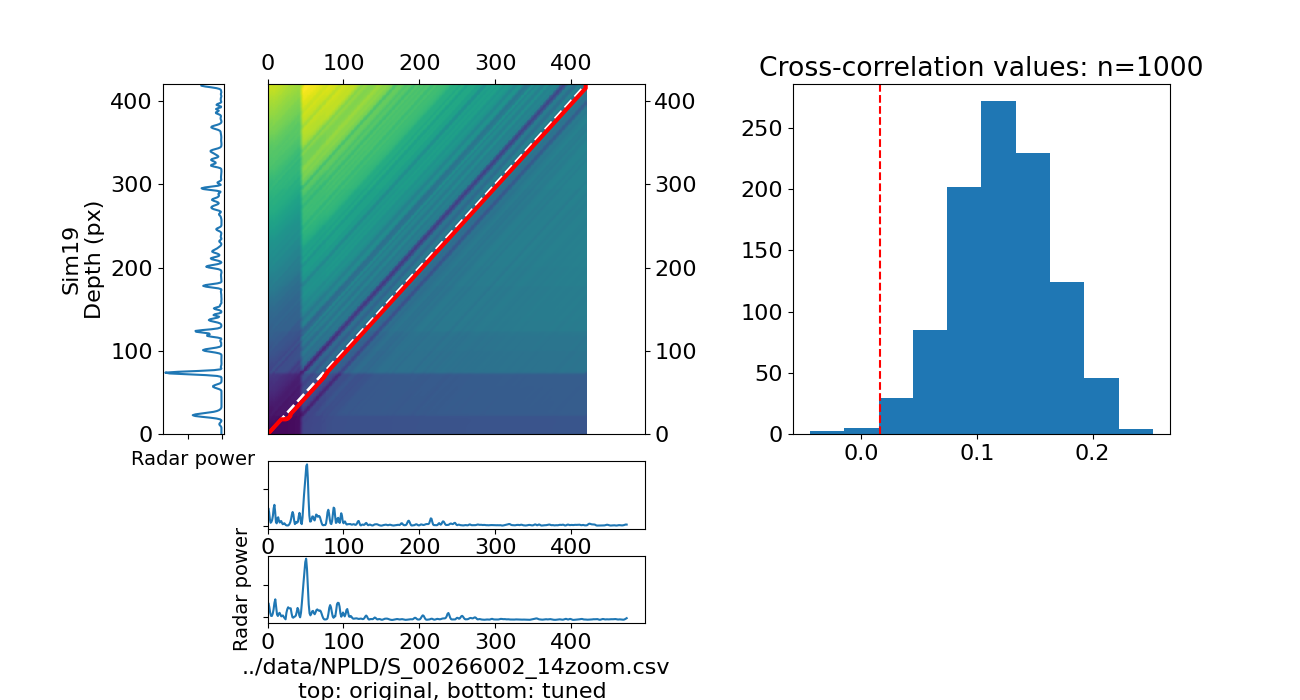 0 100 200 300 400
Cross-correlation values: n=1000
400
300
200
100
0
Sim19
Depth (px)
Radar power
400
300
200
100
0
250
200
150
100
50
0
0.0 0.1 0.2
0 100 200 300 400
Radar power
0 100 200 300 400
../data/NPLD/S_00266002_14zoom.csv
top: original, bottom: tuned